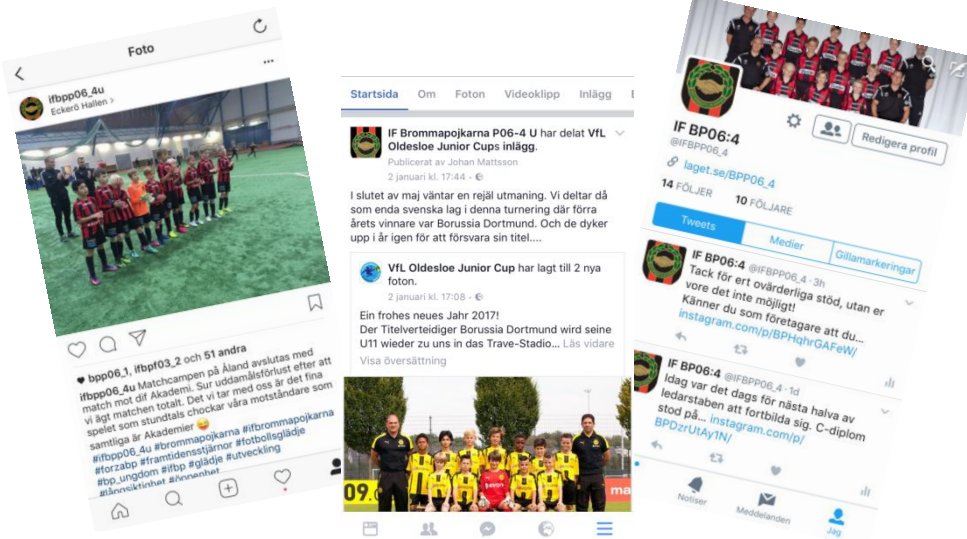 Foto
ifbpp06_4u
Eckerö Hallen >
bpp06_1, ifbpf03_2 och 51 andra
ifbpp06_4u Matchcampen på Åland avslutas med
match mot dif Akademi. Sur uddamålsförlust efter att
vi ägt matchen totalt. Det vi tar med oss är det fina
spelet som stundtals chockar våra motståndare som
samtliga är Akademier 😜
#ifbpp06_4u #brommapojkarna #ifbrommapojkarna
#forzabp #framtidensstjärnor #fotbollsglädje
#bp_ungdom #ifbp #glädje #utveckling
#långsiktighet #öppenhet
Startsida Om Foton Videoklipp Inlägg
IF Brommapojkarna P06-4 U har delat VfL
Oldesloe Junior Cups inlägg.
Publicerat av Johan Mattsson
2 januari kl. 17:44 ·
I slutet av maj väntar en rejäl utmaning. Vi deltar då
som enda svenska lag i denna turnering där förra
årets vinnare var Borussia Dortmund. Och de dyker
upp i år igen för att försvara sin titel....
VfL Oldesloe Junior Cup har lagt till 2 nya
foton.
2 januari kl. 17:08 ·
Ein frohes neues Jahr 2017!
Der Titelverteidiger Borussia Dortmund wird seine
U11 wieder zu uns in das Trave-Stadio... Läs vidare
Visa översättning
09.
ma
IF BP06:4
@IFBPP06_4
Redigera profil
laget.se/BPP06_4
14 FÖLJER 10 FÖLJARE
Tweets Medier Gillamarkeringar
IF BP06:4 @IFBPP06_4 · 3h
Tack för ert ovärderliga stöd, utan er
vore det inte möjligt!
Känner du som företagare att du...
instagram.com/p/BPHqhrGAFeW/
IF BP06:4 @IFBPP06_4 · 1d
Idag var det dags för nästa halva av
ledarstaben att fortbilda sig. C-diplom
stod på... instagram.com/p/
BPDzrUtAy1N/
Notiser Meddelanden Jag